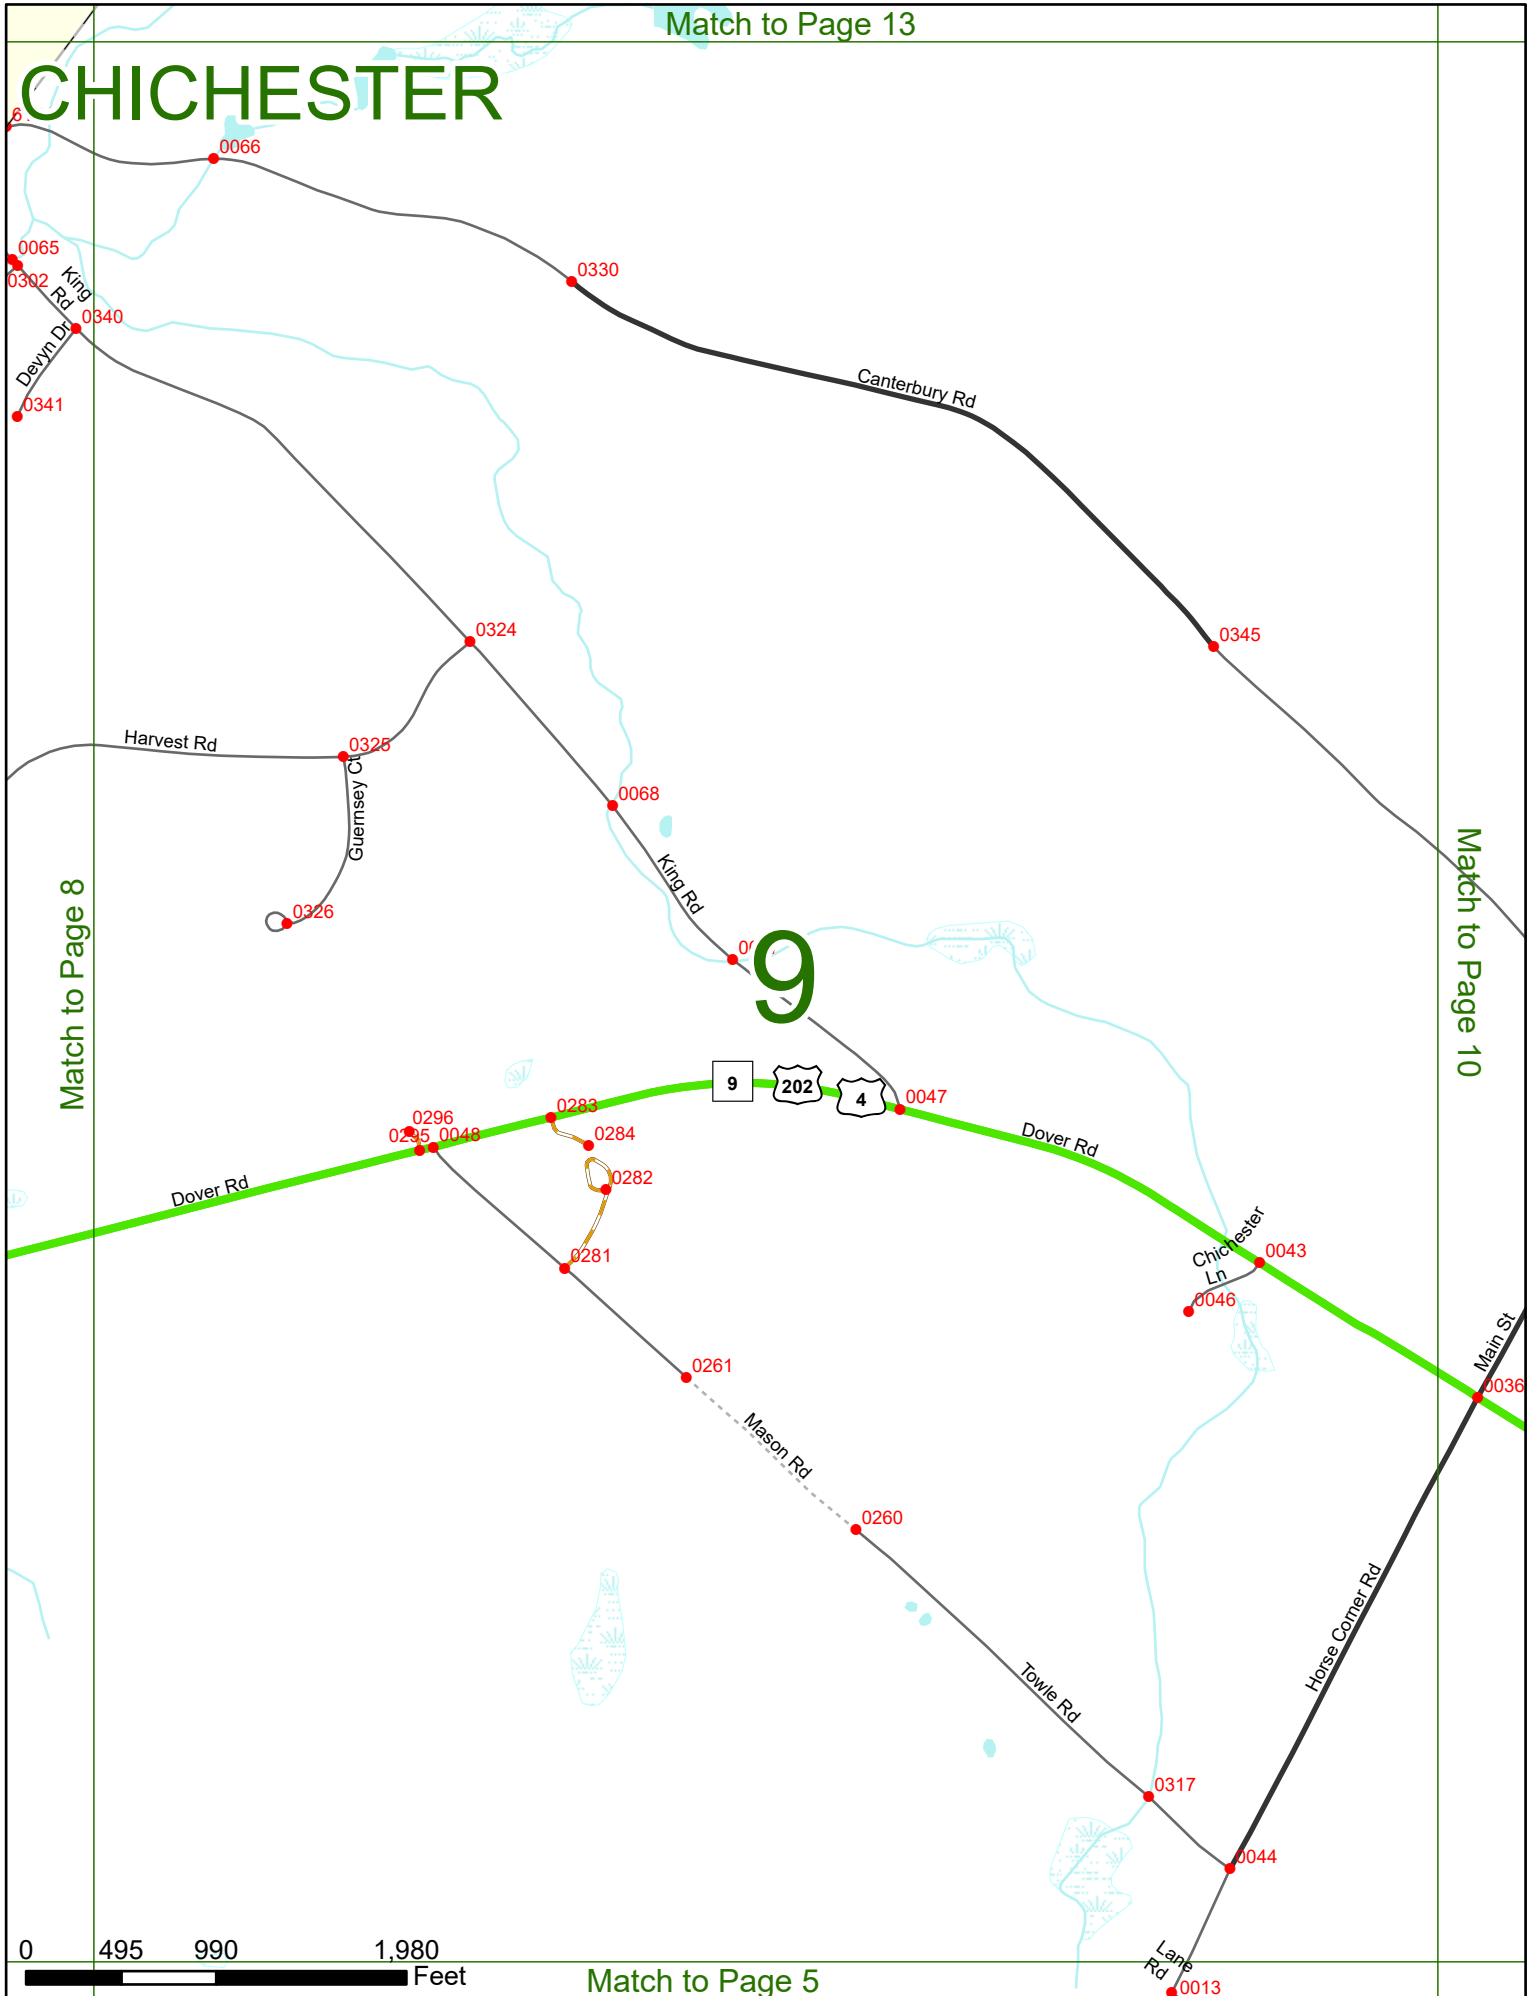 Match to Page 13
CHICHESTER
0066
0065
0302
King
Rd
0340
Devyn Dr
0341
0330
Canterbury Rd
0324
0345
Harvest Rd
0325
Guernsey Ct
0068
King Rd
0326
Match to Page 8
Match to Page 10
9
9
202
4
0047
0283
0296
0295
0048
0284
Dover Rd
0282
Dover Rd
0281
Chichester
Ln
0043
0046
0261
Main St
0036
Mason Rd
0260
Horse Corner Rd
Towle Rd
0317
0044
Lane
Rd
0013
0 495 990 1,980
Feet
Match to Page 5